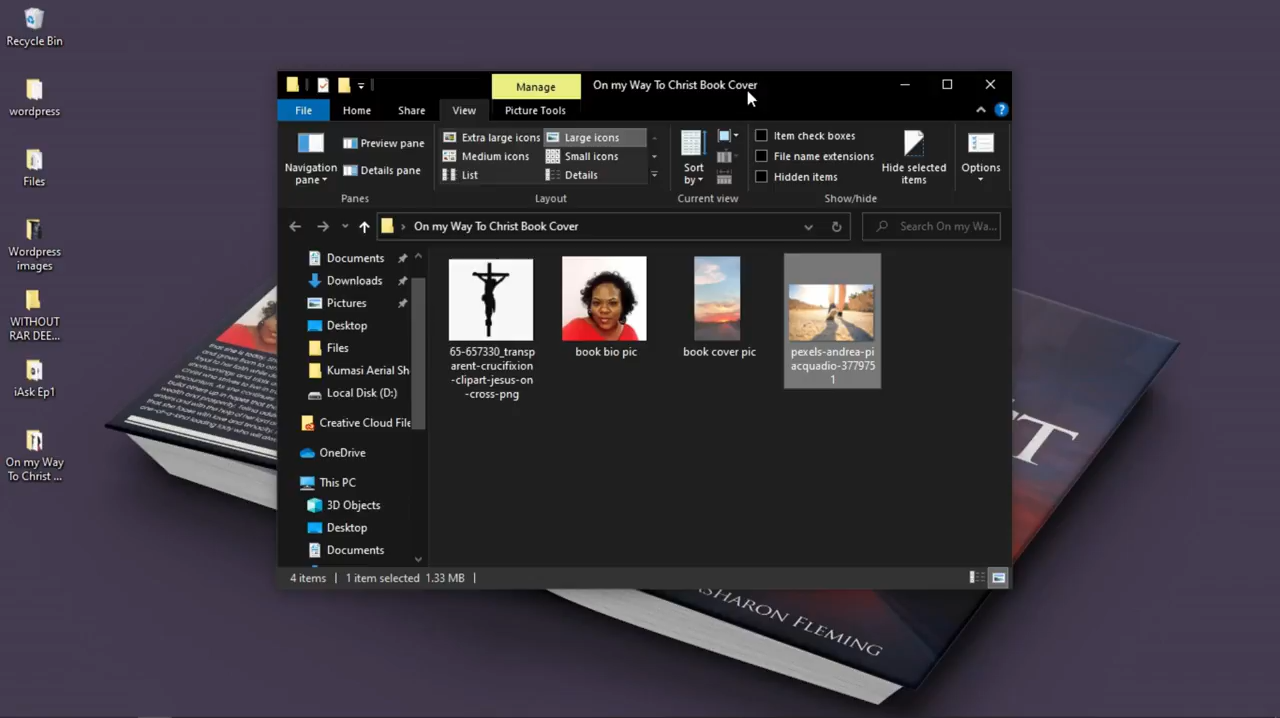 Recycle Bin
wordpress
Files
Wordpress
images
WITHOUT
RAR DEE...
iAsk Ep1
On my Way
To Christ ...
Manage
On my Way To Christ Book Cover
File
Home
Share
View
Picture Tools
Navigation
pane
Preview pane
Details pane
Panes
Extra large icons
Large icons
Medium icons
Small icons
List
Details
Layout
Sort
by
Current view
Item check boxes
File name extensions
Hidden items
Hide selected
items
Show/hide
Options
On my Way To Christ Book Cover
Search On my Wa...
Documents
Downloads
Pictures
Desktop
Files
Kumasi Aerial Sh
Local Disk (D:)
Creative Cloud File
OneDrive
This PC
3D Objects
Desktop
Documents
65-657330_transp
arent-crucifixion
-clipart-jesus-on
-cross-png
book bio pic
book cover pic
pexels-andrea-pi
acquadio-377975
1
4 items
1 item selected 1.33 MB
SHARON FLEMING